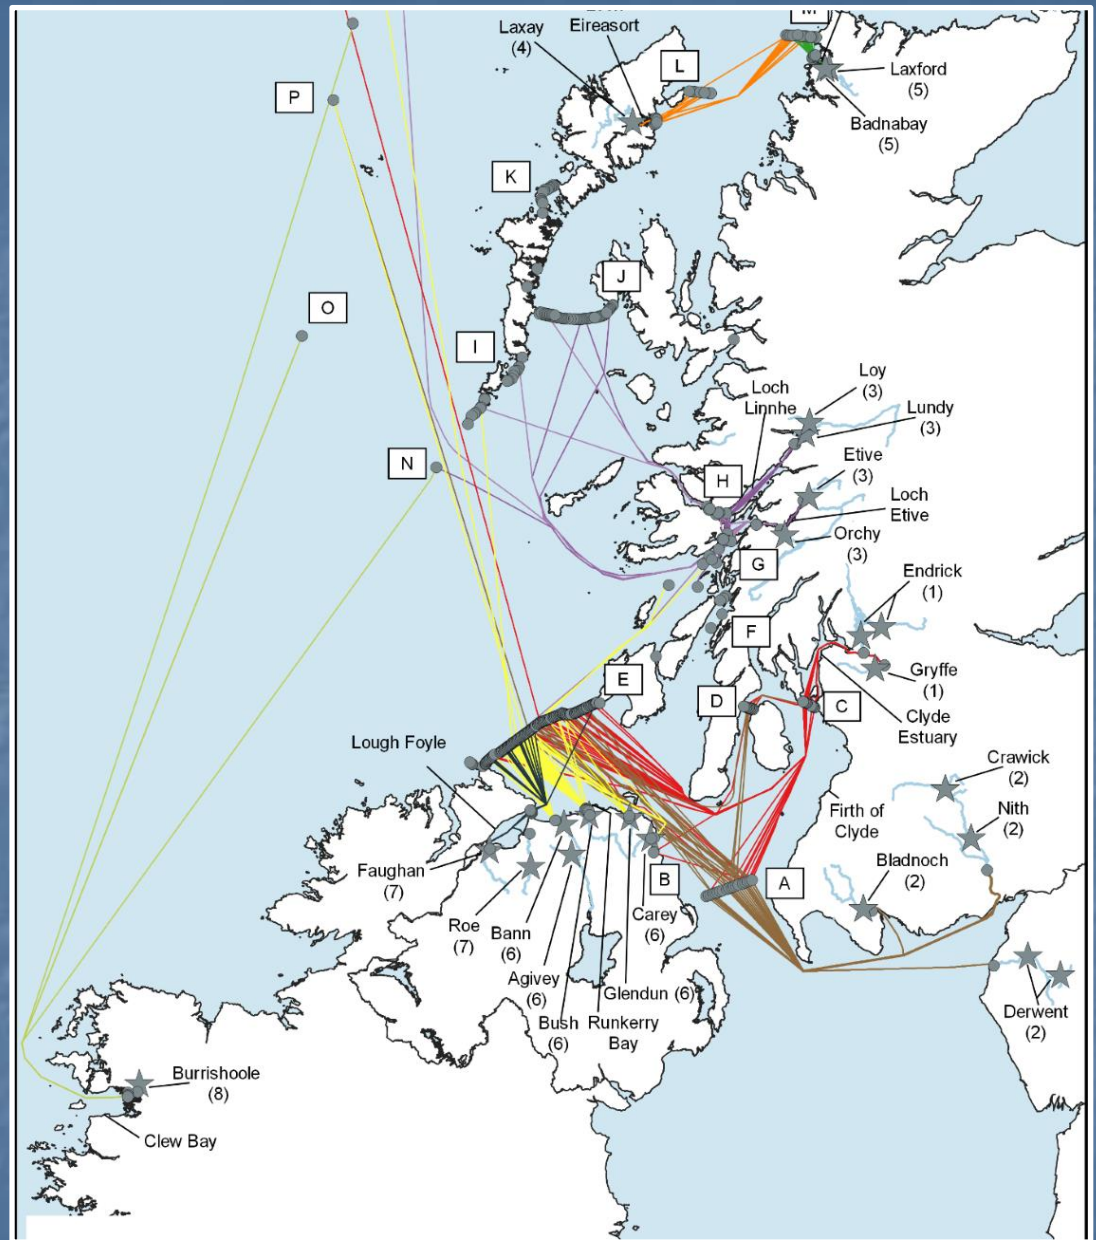 M
Laxay
(4)
Eireasort
L
Laxford
(5)
Badnabay
(5)
P
K
J
O
I
Loch
Linnhe
Loy
(3)
Lundy
(3)
N
H
Etive
(3)
Loch
Etive
Orchy
(3)
G
Endrick
(1)
F
E
D
C
Gryffe
(1)
Clyde
Estuary
Lough Foyle
Crawick
(2)
Firth of
Clyde
Nith
(2)
Bladnoch
(2)
Faughan
(7)
Roe
(7)
Bann
(6)
B
A
Carey
(6)
Agivey
(6)
Glendun (6)
Bush
(6)
Runkerry
Bay
Derwent
(2)
Burrishoole
(8)
Clew Bay